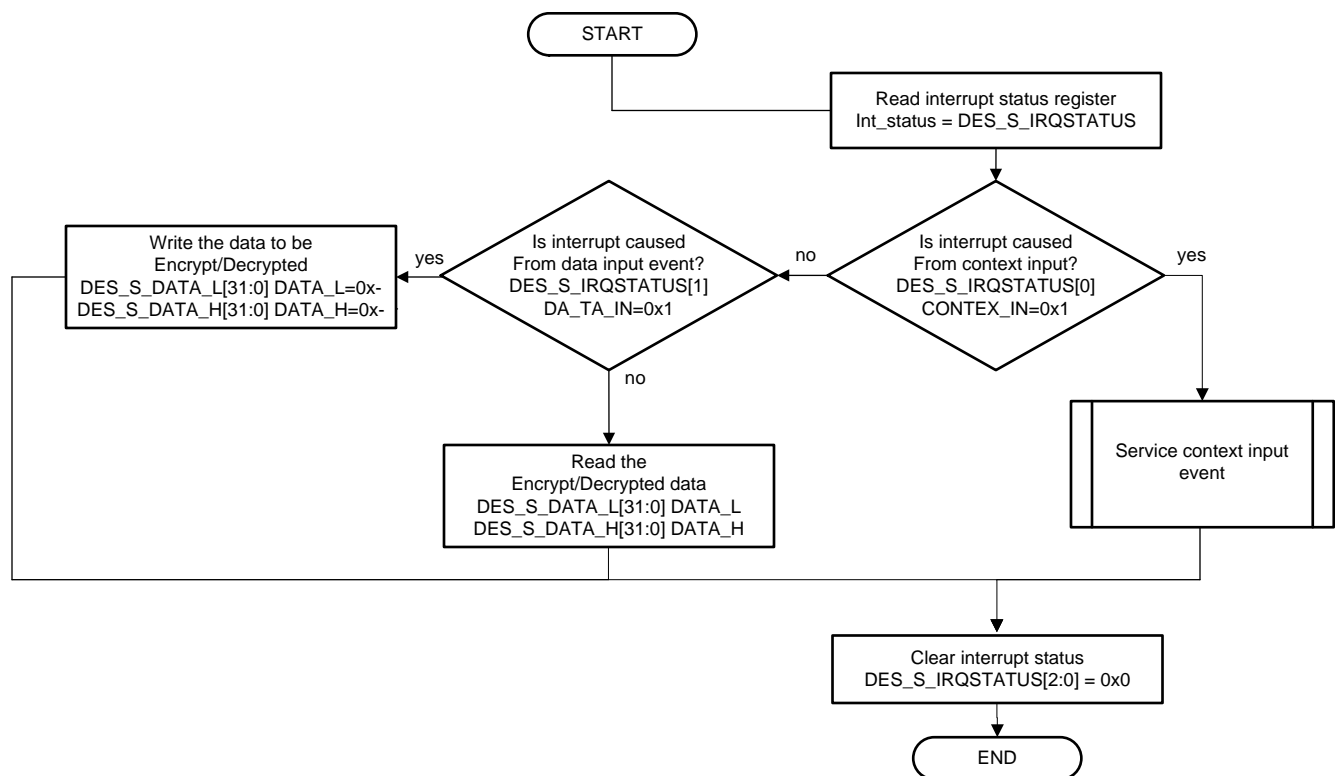 START
Read interrupt status register
Int_status = DES_S_IRQSTATUS
Is interrupt caused
From context input?
DES_S_IRQSTATUS[0]
CONTEX_IN=0x1
no
yes
Is interrupt caused
From data input event?
DES_S_IRQSTATUS[1]
DA_TA_IN=0x1
yes
no
Write the data to be
Encrypt/Decrypted
DES_S_DATA_L[31:0] DATA_L=0x-
DES_S_DATA_H[31:0] DATA_H=0x-
Read the
Encrypt/Decrypted data
DES_S_DATA_L[31:0] DATA_L
DES_S_DATA_H[31:0] DATA_H
Service context input
event
Clear interrupt status
DES_S_IRQSTATUS[2:0] = 0x0
END